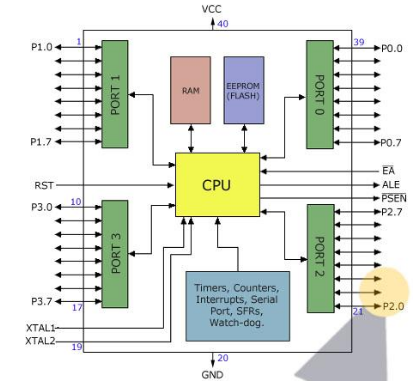 VCC
40
1
39
P1.0
P0.0
PORT 1
RAM
EEPROM
(FLASH)
PORT 0
P1.7
P0.7
CPU
EA
RST
ALE
PSEN
10
P3.0
P2.7
PORT 3
PORT 2
Timers, Counters,
Interrupts, Serial
Port, SFRs,
Watch-dog.
P3.7
P2.0
17
21
XTAL1
XTAL2
19
20
GND